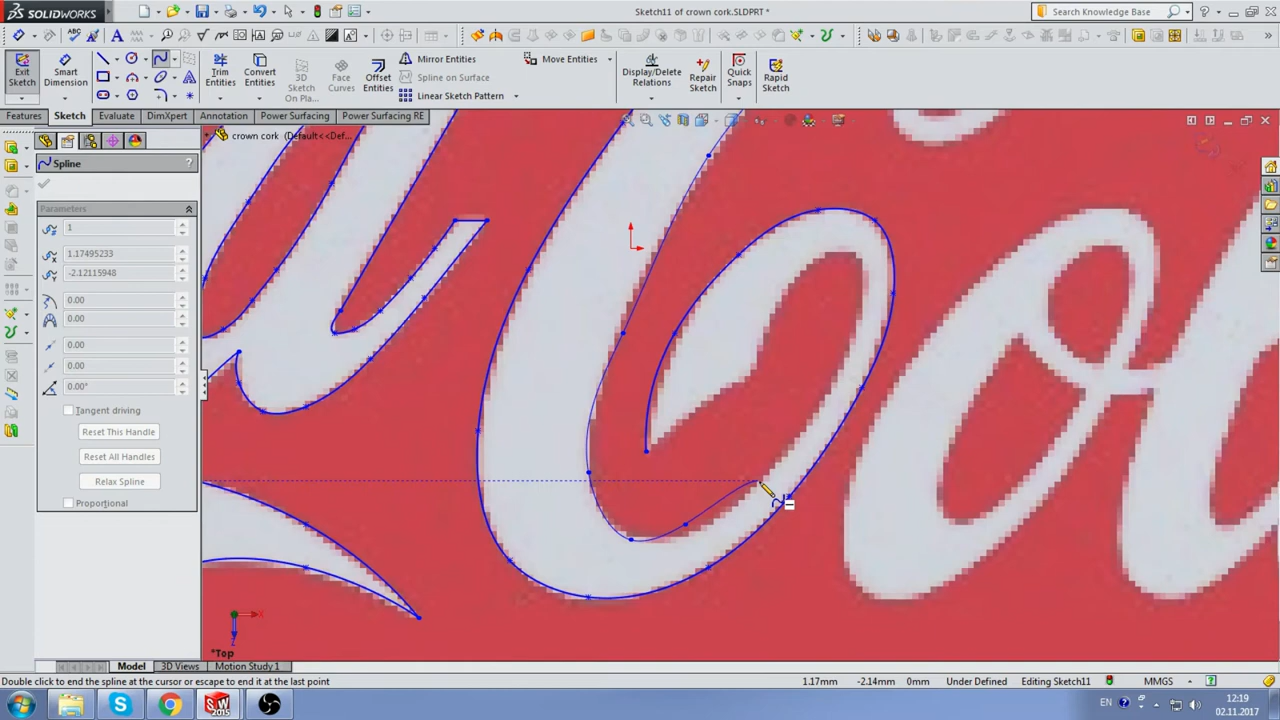 SOLIDWORKS
Sketch11 of crown cork.SLDPRT *
Search Knowledge Base
Exit Sketch
Smart Dimension
Trim Entities
Convert Entities
3D Sketch On Pla...
Face Curves
Offset Entities
Mirror Entities
Spline on Surface
Linear Sketch Pattern
Move Entities
Display/Delete Relations
Repair Sketch
Quick Snaps
Rapid Sketch
Features
Sketch
Evaluate
DimXpert
Annotation
Power Surfacing
Power Surfacing RE
crown cork (Default<<Def...
Spline
?
Parameters
1
1.17495233
-2.12115948
0.00
0.00
0.00
0.00
0.00°
Tangent driving
Reset This Handle
Reset All Handles
Relax Spline
Proportional
X
Z
*Top
Model
3D Views
Motion Study 1
Double click to end the spline at the cursor or escape to end it at the last point
1.17mm
-2.14mm
0mm
Under Defined
Editing Sketch11
MMGS
EN
12:19
02.11.2017